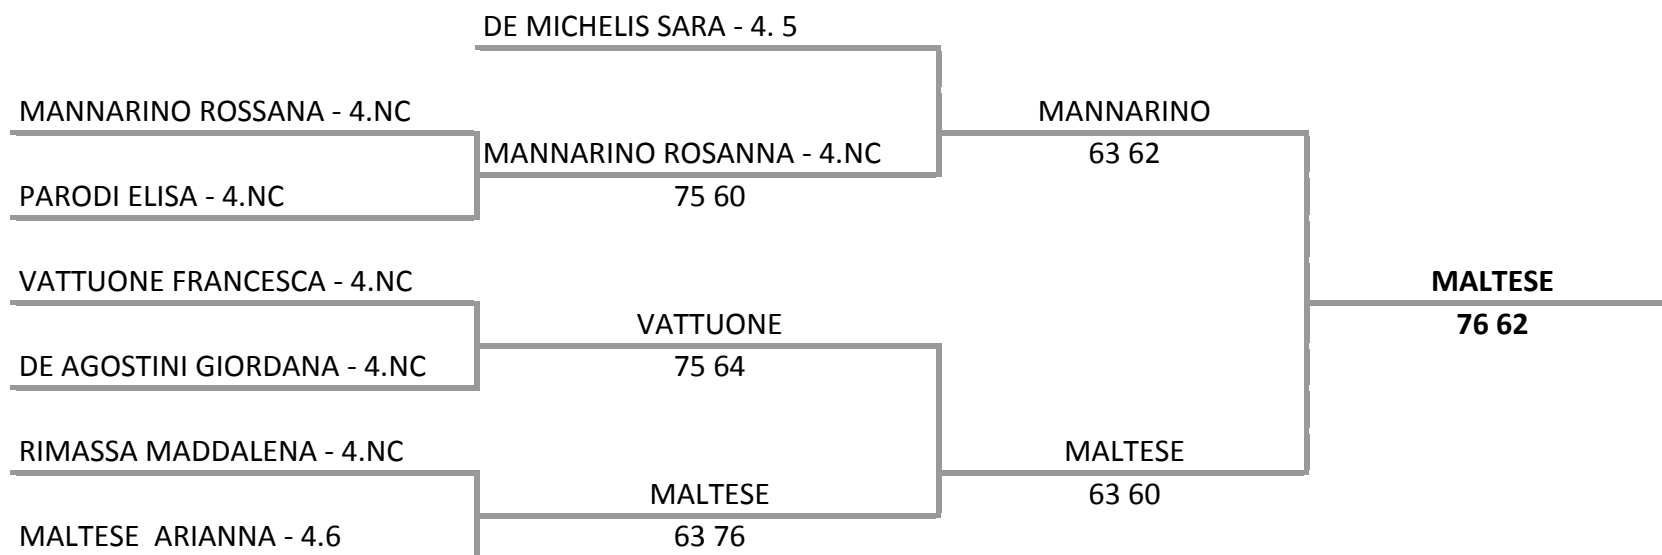 DE MICHELIS SARA - 4. 5
MANNARINO ROSSANA - 4.NC
MANNARINO
MANNARINO ROSANNA - 4.NC
63 62
PARODI ELISA - 4.NC
75 60
VATTUONE FRANCESCA - 4.NC
MALTESE
VATTUONE
76 62
DE AGOSTINI GIORDANA - 4.NC
75 64
RIMASSA MADDALENA - 4.NC
MALTESE
MALTESE
63 60
MALTESE  ARIANNA - 4.6
63 76